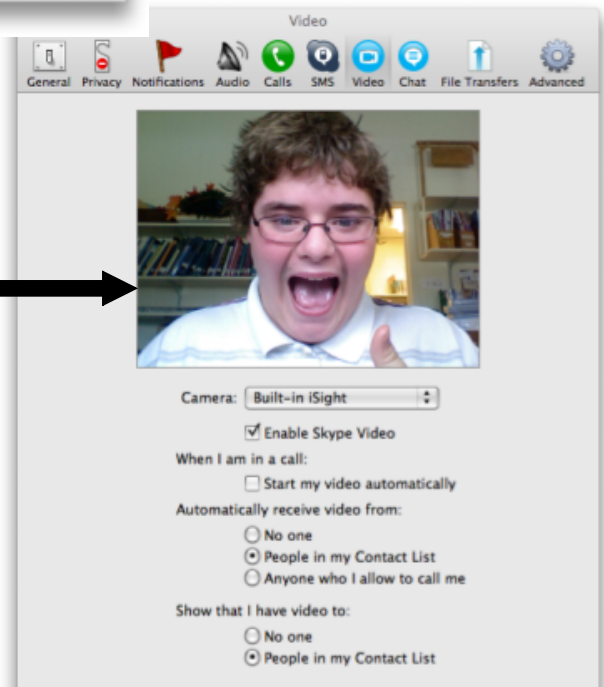 Video
General Privacy Notifications Audio Calls SMS Video Chat File Transfers Advanced
Camera: Built-in iSight
Enable Skype Video
When I am in a call:
Start my video automatically
Automatically receive video from:
No one
People in my Contact List
Anyone who I allow to call me
Show that I have video to:
No one
People in my Contact List